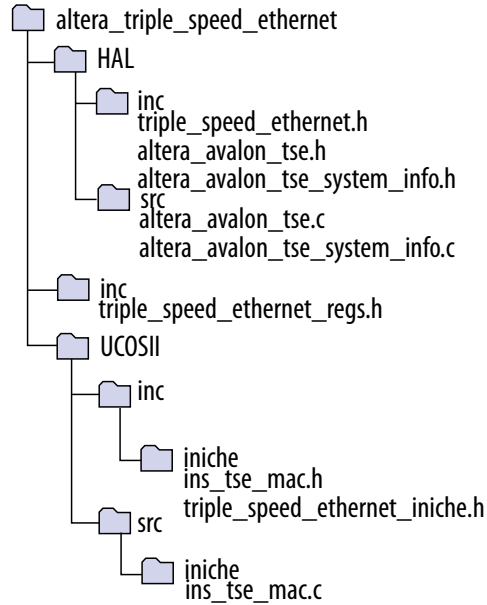 altera_triple_speed_ethernet
HAL
inc
triple_speed_ethernet.h
altera_avalon_tse.h
altera_avalon_tse_system_info.h
src
altera_avalon_tse.c
altera_avalon_tse_system_info.c
inc
triple_speed_ethernet_regs.h
UCOSII
inc
iniche
ins_tse_mac.h
triple_speed_ethernet_iniche.h
src
iniche
ins_tse_mac.c